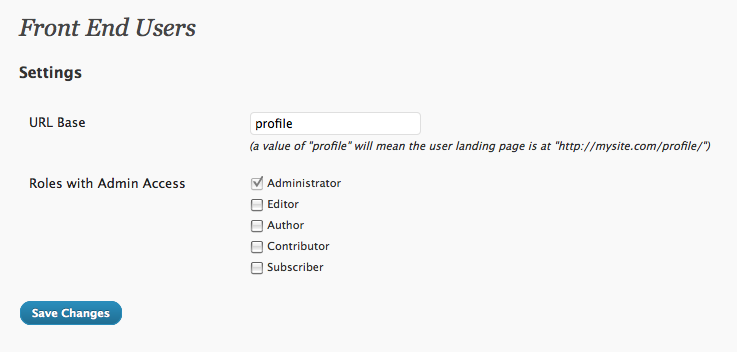 Front End Users
Settings
URL Base
profile
(a value of "profile" will mean the user landing page is at "http://mysite.com/profile/")
Roles with Admin Access
Administrator
Editor
Author
Contributor
Subscriber
Save Changes